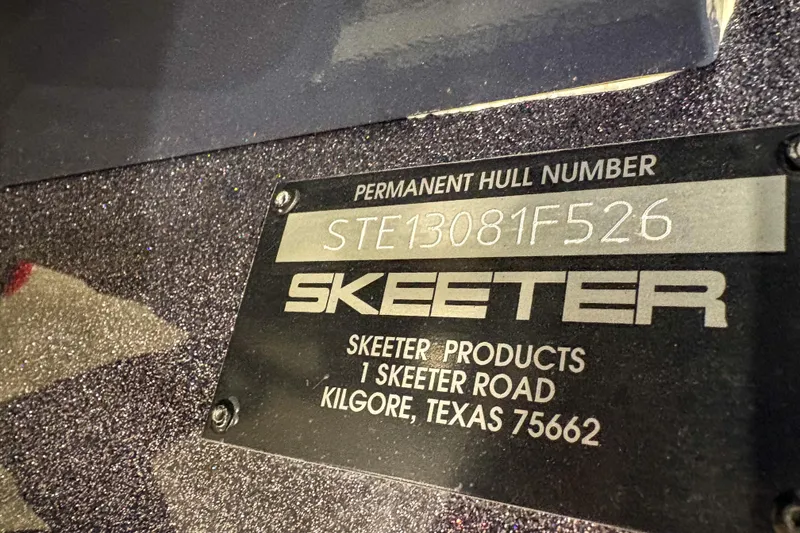 PERMANENT HULL NUMBER
STE13081F526
SKEETER
SKEETER PRODUCTS
1 SKEETER ROAD
KILGORE, TEXAS 75662